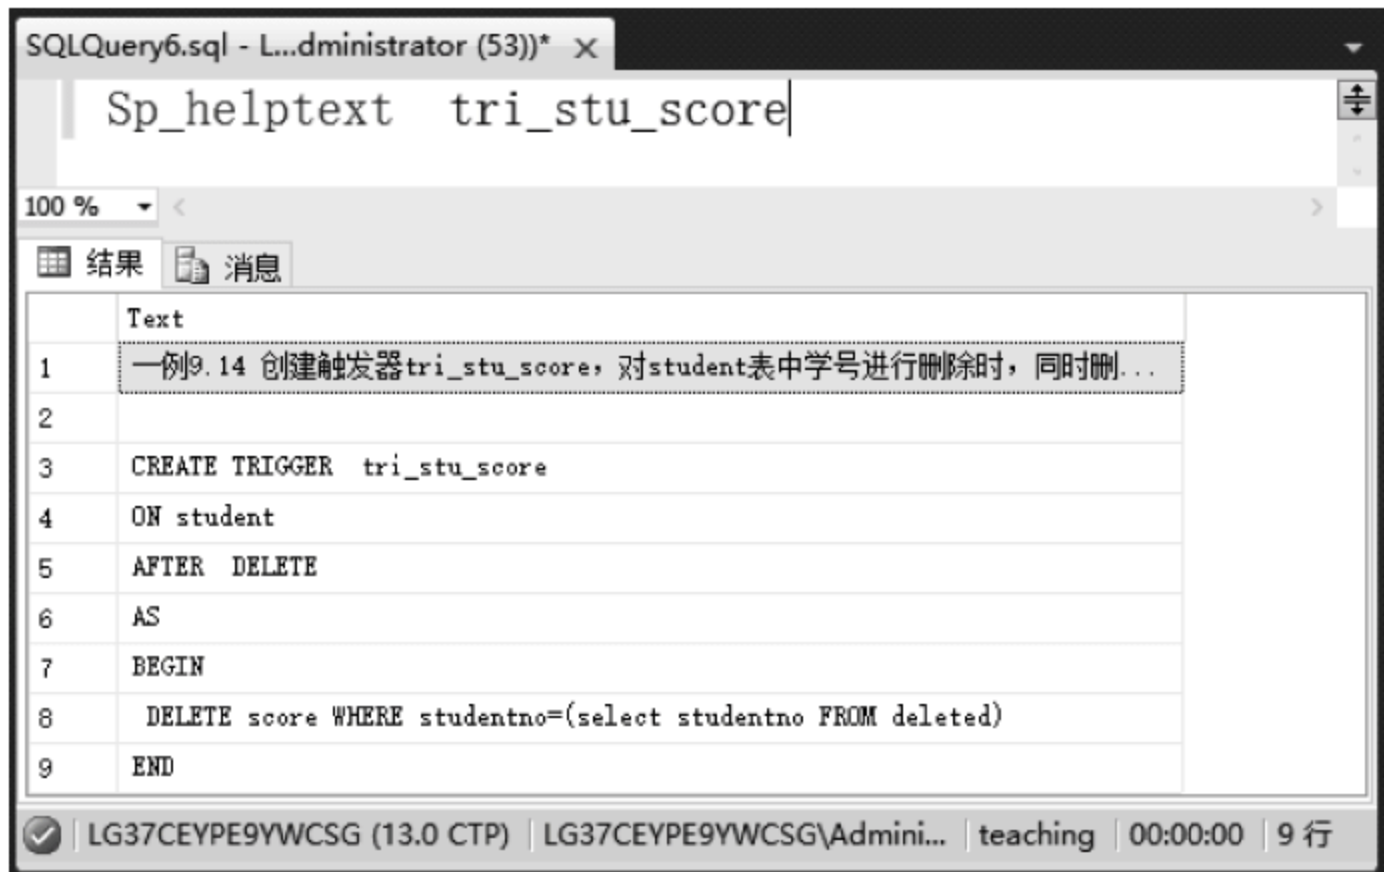 SQLQuery6.sql - L...dministrator (53))*
Sp_helptext tri_stu_score
100 %
结果 消息
Text
1 一例9.14 创建触发器tri_stu_score，对student表中学号进行删除时，同时删...
2
3 CREATE TRIGGER tri_stu_score
4 ON student
5 AFTER DELETE
6 AS
7 BEGIN
8 DELETE score WHERE studentno=(select studentno FROM deleted)
9 END
LG37CEYPE9YWCSG (13.0 CTP) LG37CEYPE9YWCSG\Admini... teaching 00:00:00 9 行